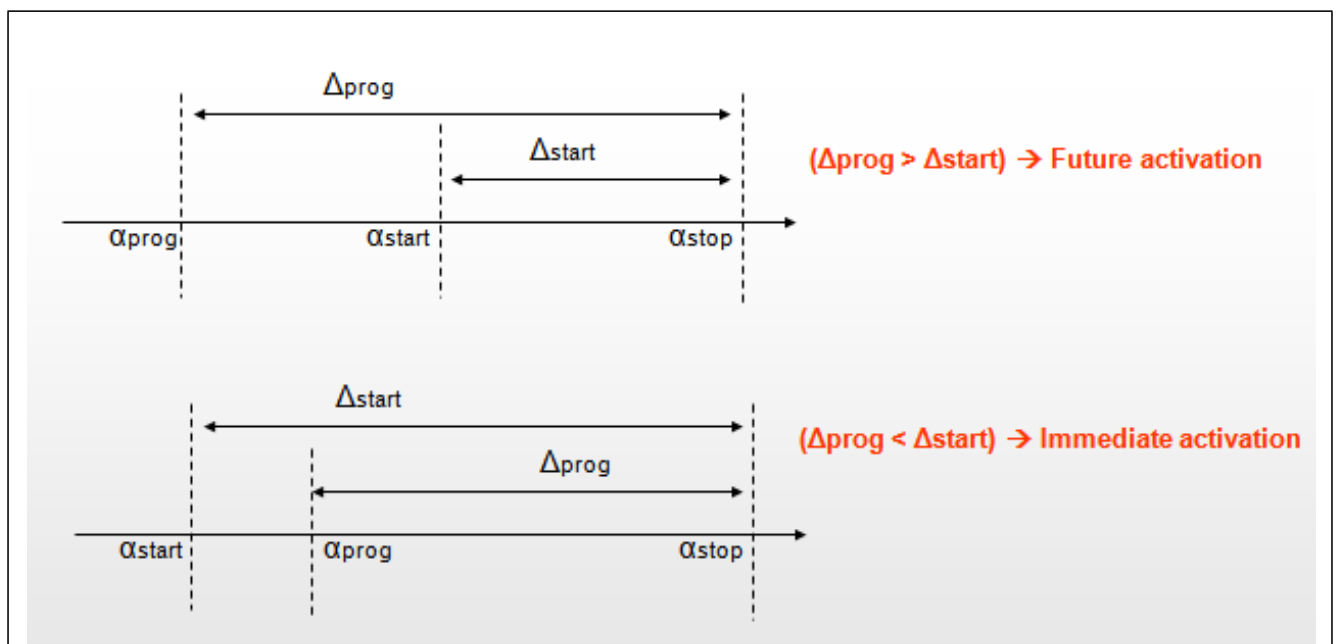 Δprog
Δstart
(Δprog > Δstart) → Future activation
αprog
αstart
αstop
Δstart
(Δprog < Δstart) → Immediate activation
Δprog
αstart
αprog
αstop